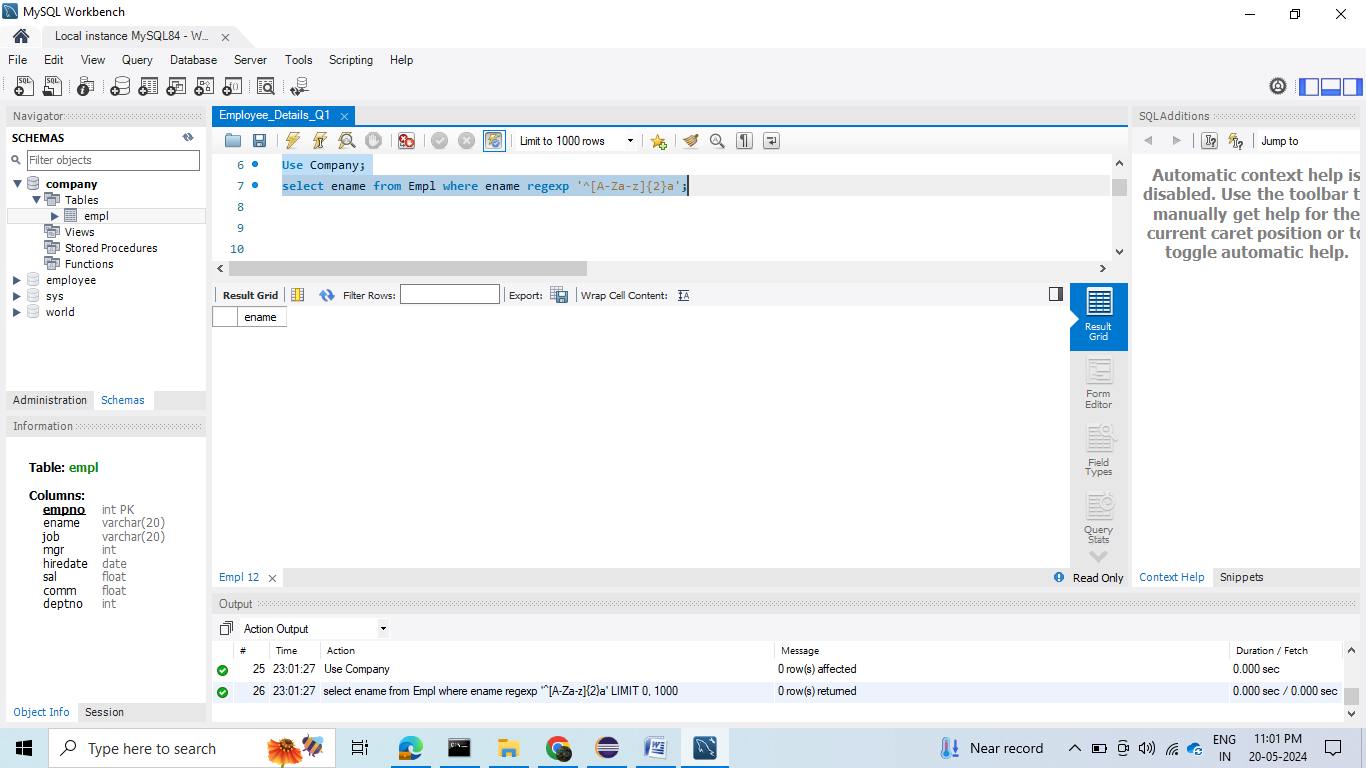 MySQL Workbench
Local instance MySQL84 - W...
File Edit View Query Database Server Tools Scripting Help
Navigator
SCHEMAS
Filter objects
company
Tables
empl
Views
Stored Procedures
Functions
employee
sys
world
Administration Schemas
Information
Table: empl
Columns:
empno int PK
ename varchar(20)
job varchar(20)
mgr int
hiredate date
sal float
comm float
deptno int
Object Info Session
Employee_Details_Q1
Limit to 1000 rows
6 Use Company;
7 select ename from Empl where ename regexp '^[A-Za-z]{2}a';
8
9
10
Result Grid Filter Rows: Export: Wrap Cell Content:
ename
Result
Grid
Form
Editor
Field
Types
Query
Stats
Empl 12 Read Only
SQLAdditions
Jump to
Automatic context help is
disabled. Use the toolbar t
manually get help for the
current caret position or to
toggle automatic help.
Context Help Snippets
Output
Action Output
# Time Action Message Duration / Fetch
25 23:01:27 Use Company 0 row(s) affected 0.000 sec
26 23:01:27 select ename from Empl where ename regexp '^[A-Za-z]{2}a' LIMIT 0, 1000 0 row(s) returned 0.000 sec / 0.000 sec
Type here to search
Near record
ENG
IN
11:01 PM
20-05-2024